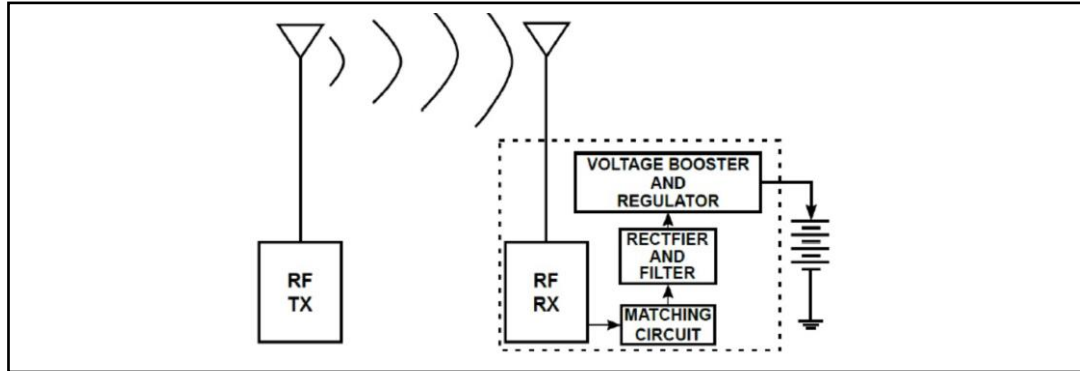 RF
TX
RF
RX
VOLTAGE BOOSTER
AND
REGULATOR
RECTFIER
AND
FILTER
MATCHING
CIRCUIT